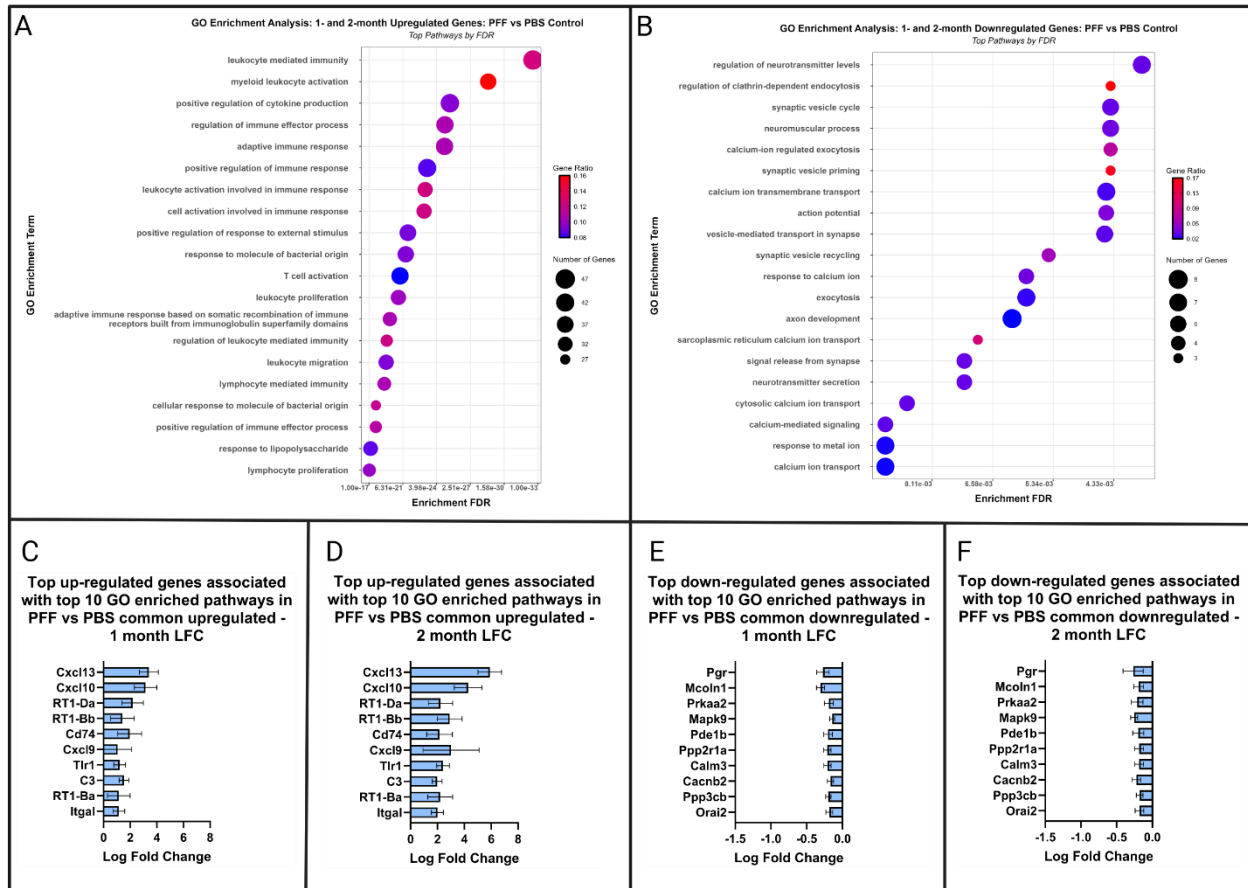 A
GO Enrichment Analysis: 1- and 2-month Upregulated Genes: PFF vs PBS Control
Top Pathways by FDR
GO Enrichment Term
leukocyte mediated immunity
myeloid leukocyte activation
positive regulation of cytokine production
regulation of immune effector process
adaptive immune response
positive regulation of immune response
leukocyte activation involved in immune response
cell activation involved in immune response
positive regulation of response to external stimulus
response to molecule of bacterial origin
T cell activation
leukocyte proliferation
adaptive immune response based on somatic recombination of immune
receptors built from immunoglobulin superfamily domains
regulation of leukocyte mediated immunity
leukocyte migration
lymphocyte mediated immunity
cellular response to molecule of bacterial origin
positive regulation of immune effector process
response to lipopolysaccharide
lymphocyte proliferation
1.00e-17 6.31e-21 3.98e-24 2.51e-27 1.58e-30 1.00e-33
Enrichment FDR
Gene Ratio
0.16
0.14
0.12
0.10
0.08
Number of Genes
47
42
37
32
27
B
GO Enrichment Analysis: 1- and 2-month Downregulated Genes: PFF vs PBS Control
Top Pathways by FDR
GO Enrichment Term
regulation of neurotransmitter levels
regulation of clathrin-dependent endocytosis
synaptic vesicle cycle
neuromuscular process
calcium-ion regulated exocytosis
synaptic vesicle priming
calcium ion transmembrane transport
action potential
vesicle-mediated transport in synapse
synaptic vesicle recycling
response to calcium ion
exocytosis
axon development
sarcoplasmic reticulum calcium ion transport
signal release from synapse
neurotransmitter secretion
cytosolic calcium ion transport
calcium-mediated signaling
response to metal ion
calcium ion transport
8.11e-03 6.58e-03 5.34e-03 4.33e-03
Enrichment FDR
Gene Ratio
0.17
0.13
0.09
0.05
0.02
Number of Genes
8
7
4
3
C
Top up-regulated genes associated
with top 10 GO enriched pathways in
PFF vs PBS common upregulated -
1 month LFC
Cxcl13
Cxcl10
RT1-Da
RT1-Bb
Cd74
Cxcl9
Tlr1
C3
RT1-Ba
Itgal
0 2 4 6 8
Log Fold Change
D
Top up-regulated genes associated
with top 10 GO enriched pathways in
PFF vs PBS common upregulated -
2 month LFC
Cxcl13
Cxcl10
RT1-Da
RT1-Bb
Cd74
Cxcl9
Tlr1
C3
RT1-Ba
Itgal
0 2 4 6 8
Log Fold Change
E
Top down-regulated genes associated
with top 10 GO enriched pathways in
PFF vs PBS common downregulated -
1 month LFC
Pgr
Mcoln1
Prkaa2
Mapk9
Pde1b
Ppp2r1a
Calm3
Cacnb2
Ppp3cb
Orai2
-1.5 -1.0 -0.5 0.0
Log Fold Change
F
Top down-regulated genes associated
with top 10 GO enriched pathways in
PFF vs PBS common downregulated -
2 month LFC
Pgr
Mcoln1
Prkaa2
Mapk9
Pde1b
Ppp2r1a
Calm3
Cacnb2
Ppp3cb
Orai2
-1.5 -1.0 -0.5 0.0
Log Fold Change